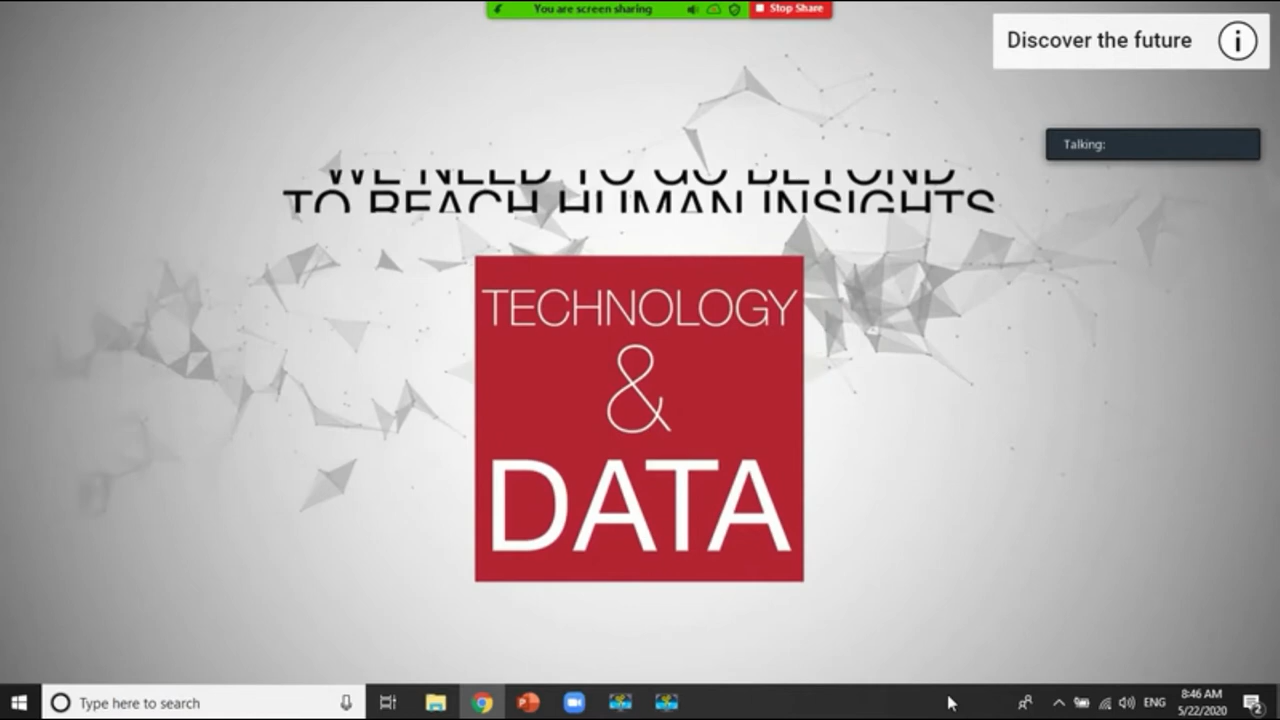 You are screen sharing
Stop Share
Discover the future
Talking:
WE NEED TO GO BEYOND
TO REACH HUMAN INSIGHTS
TECHNOLOGY
&
DATA
Type here to search
ENG
8:46 AM
5/22/2020
2